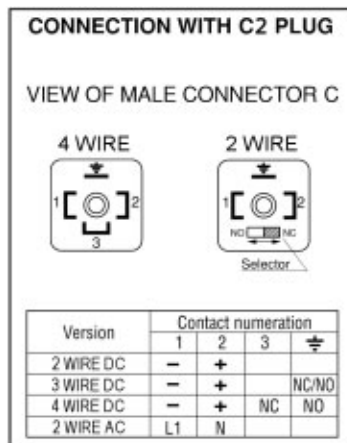 CONNECTION WITH C2 PLUG
VIEW OF MALE CONNECTOR C
4 WIRE 2 WIRE
1 2 1 2
3 NO NC
Selector
Version Contact numeration
1 2 3 ⏚
2 WIRE DC − +
3 WIRE DC − + NC/NO
4 WIRE DC − + NC NO
2 WIRE AC L1 N